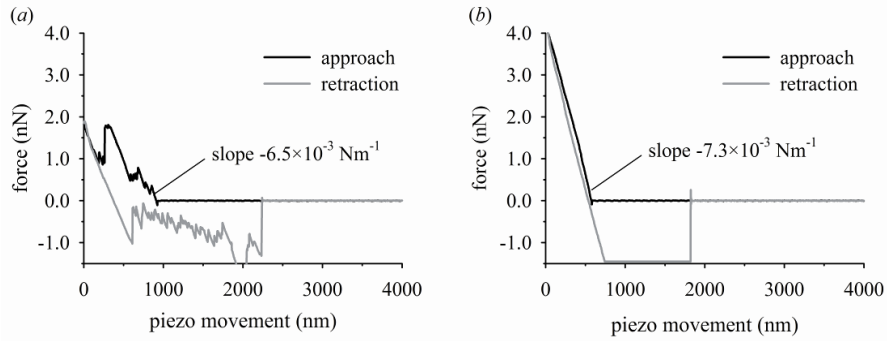 (a)
4.0
3.0
2.0
1.0
0.0
-1.0
force (nN)
approach
retraction
slope -6.5×10⁻³ Nm⁻¹
0 1000 2000 3000 4000
piezo movement (nm)
(b)
4.0
3.0
2.0
1.0
0.0
-1.0
force (nN)
approach
retraction
slope -7.3×10⁻³ Nm⁻¹
0 1000 2000 3000 4000
piezo movement (nm)